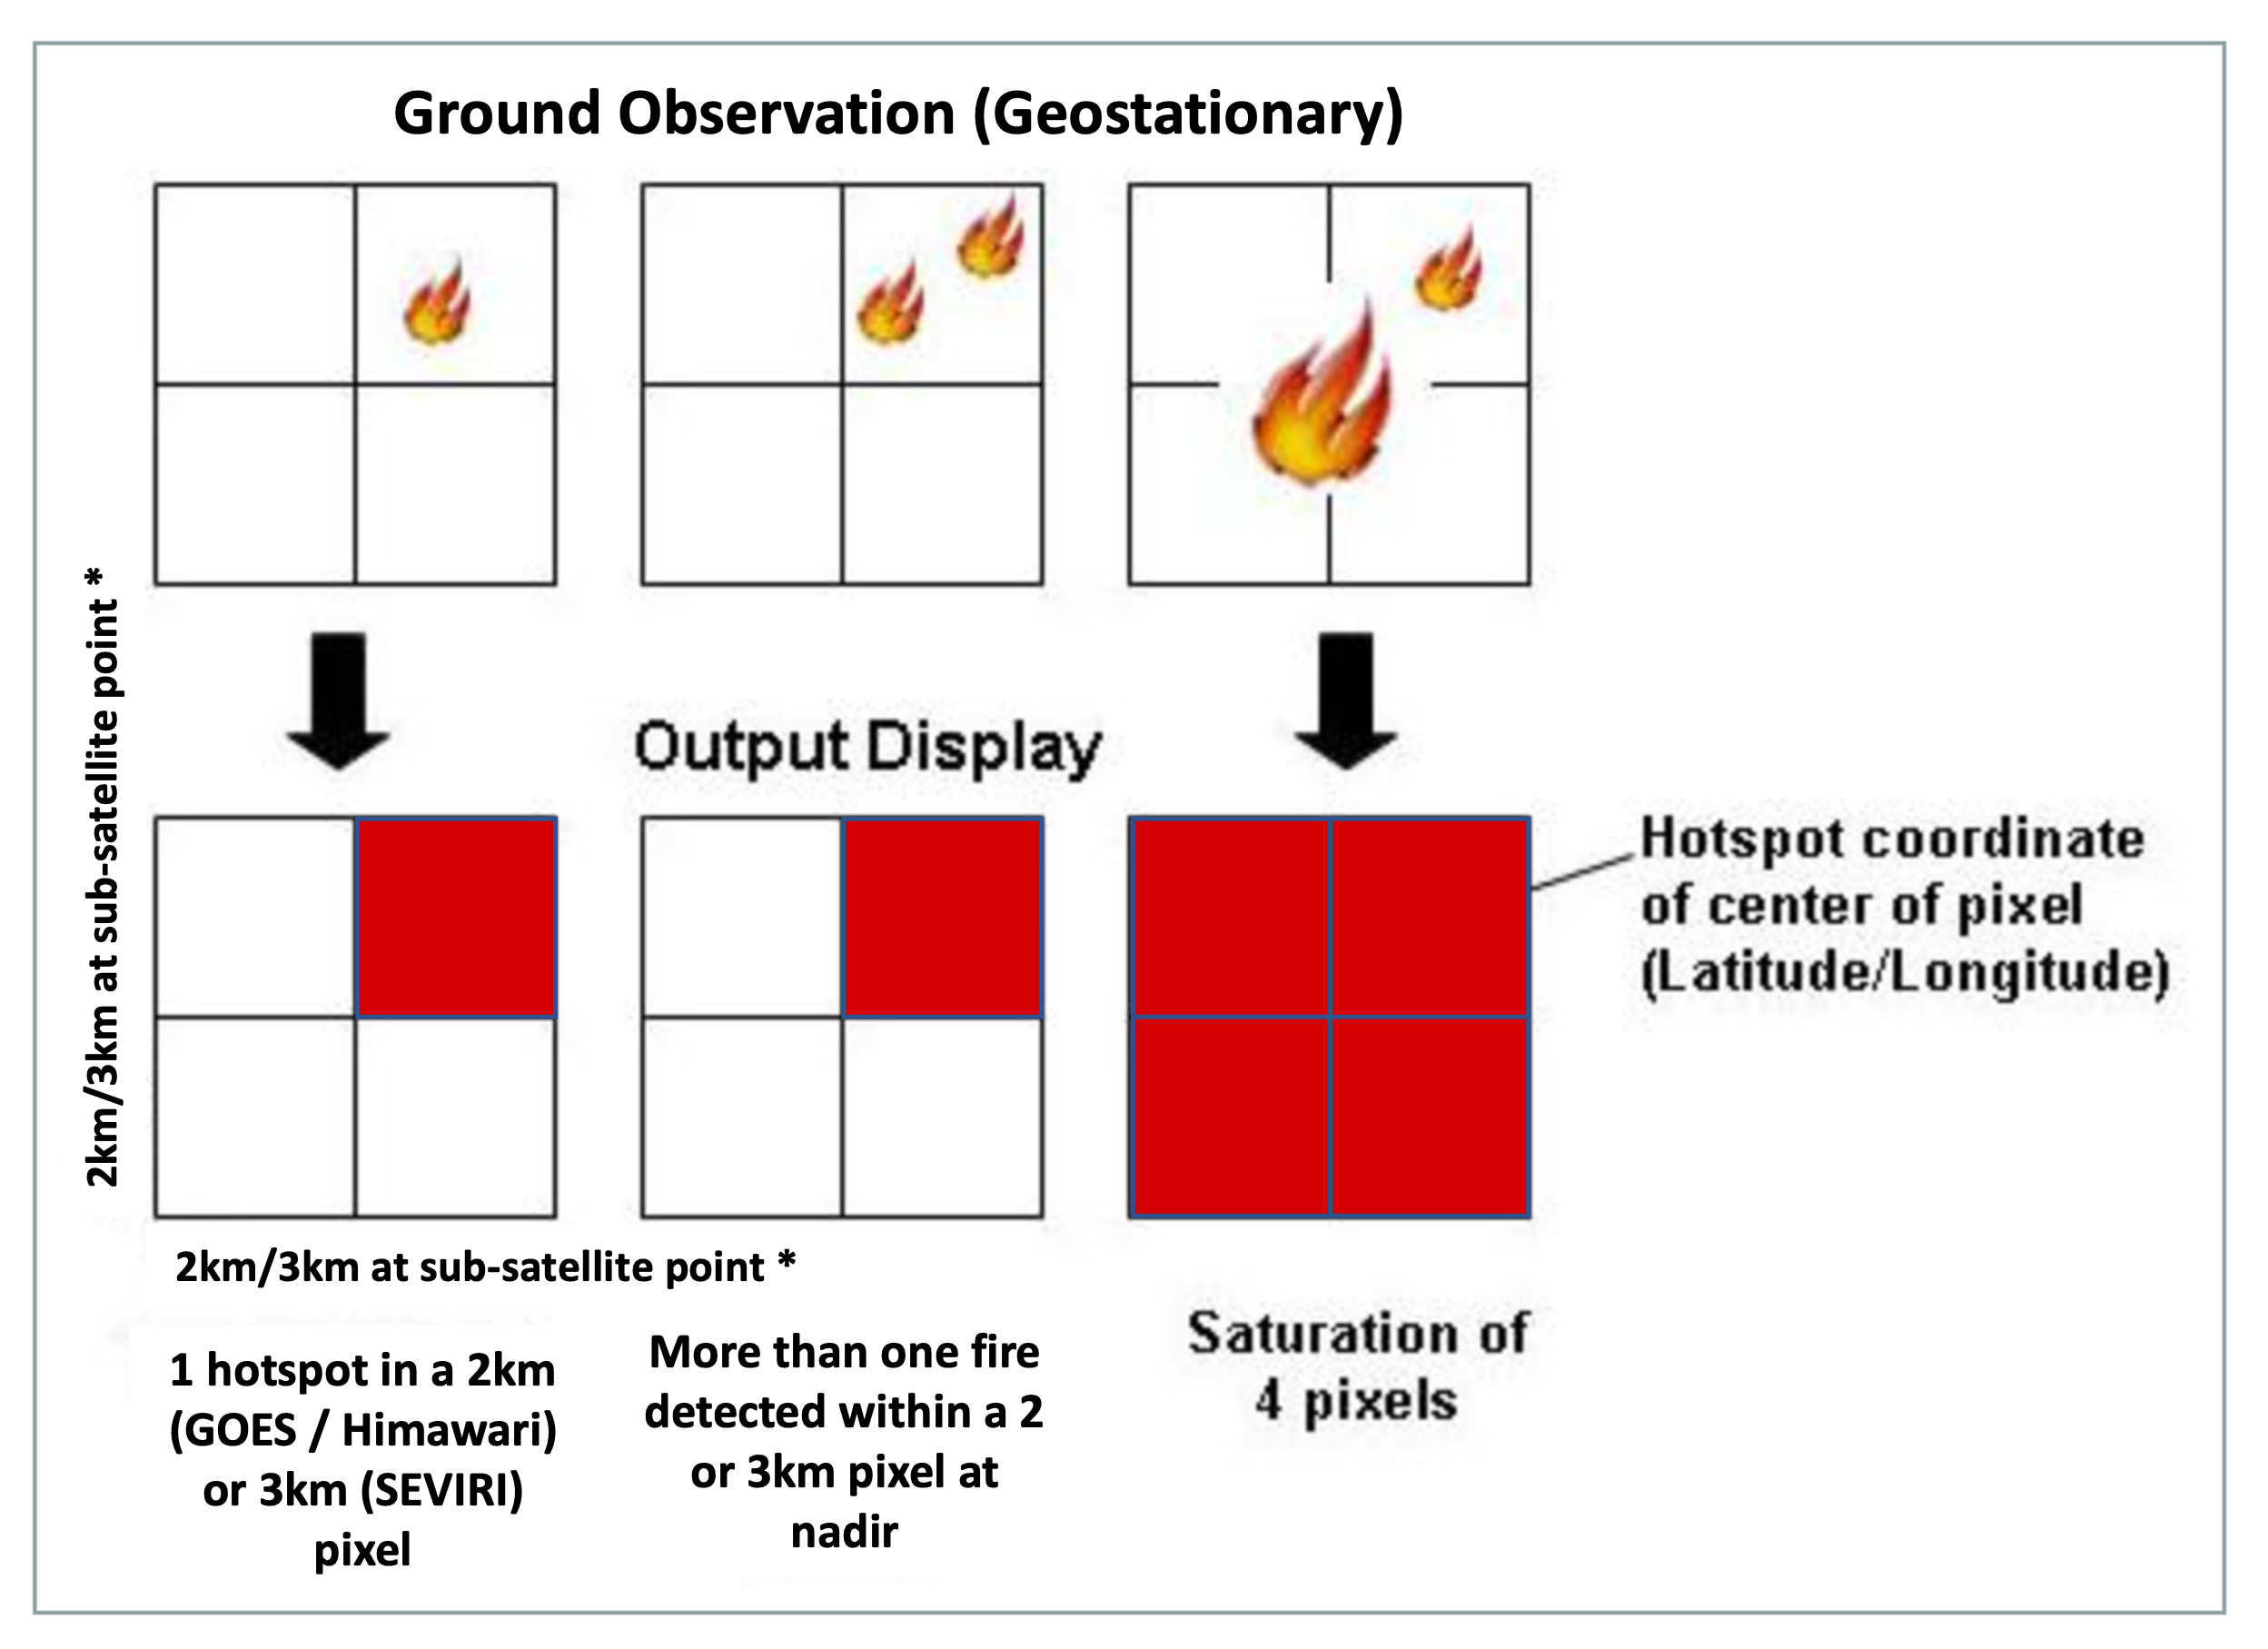 Ground Observation (Geostationary)
2km/3km at sub-satellite point *
Output Display
Hotspot coordinate
of center of pixel
(Latitude/Longitude)
2km/3km at sub-satellite point *
1 hotspot in a 2km
(GOES / Himawari)
or 3km (SEVIRI)
pixel
More than one fire
detected within a 2
or 3km pixel at
nadir
Saturation of
4 pixels